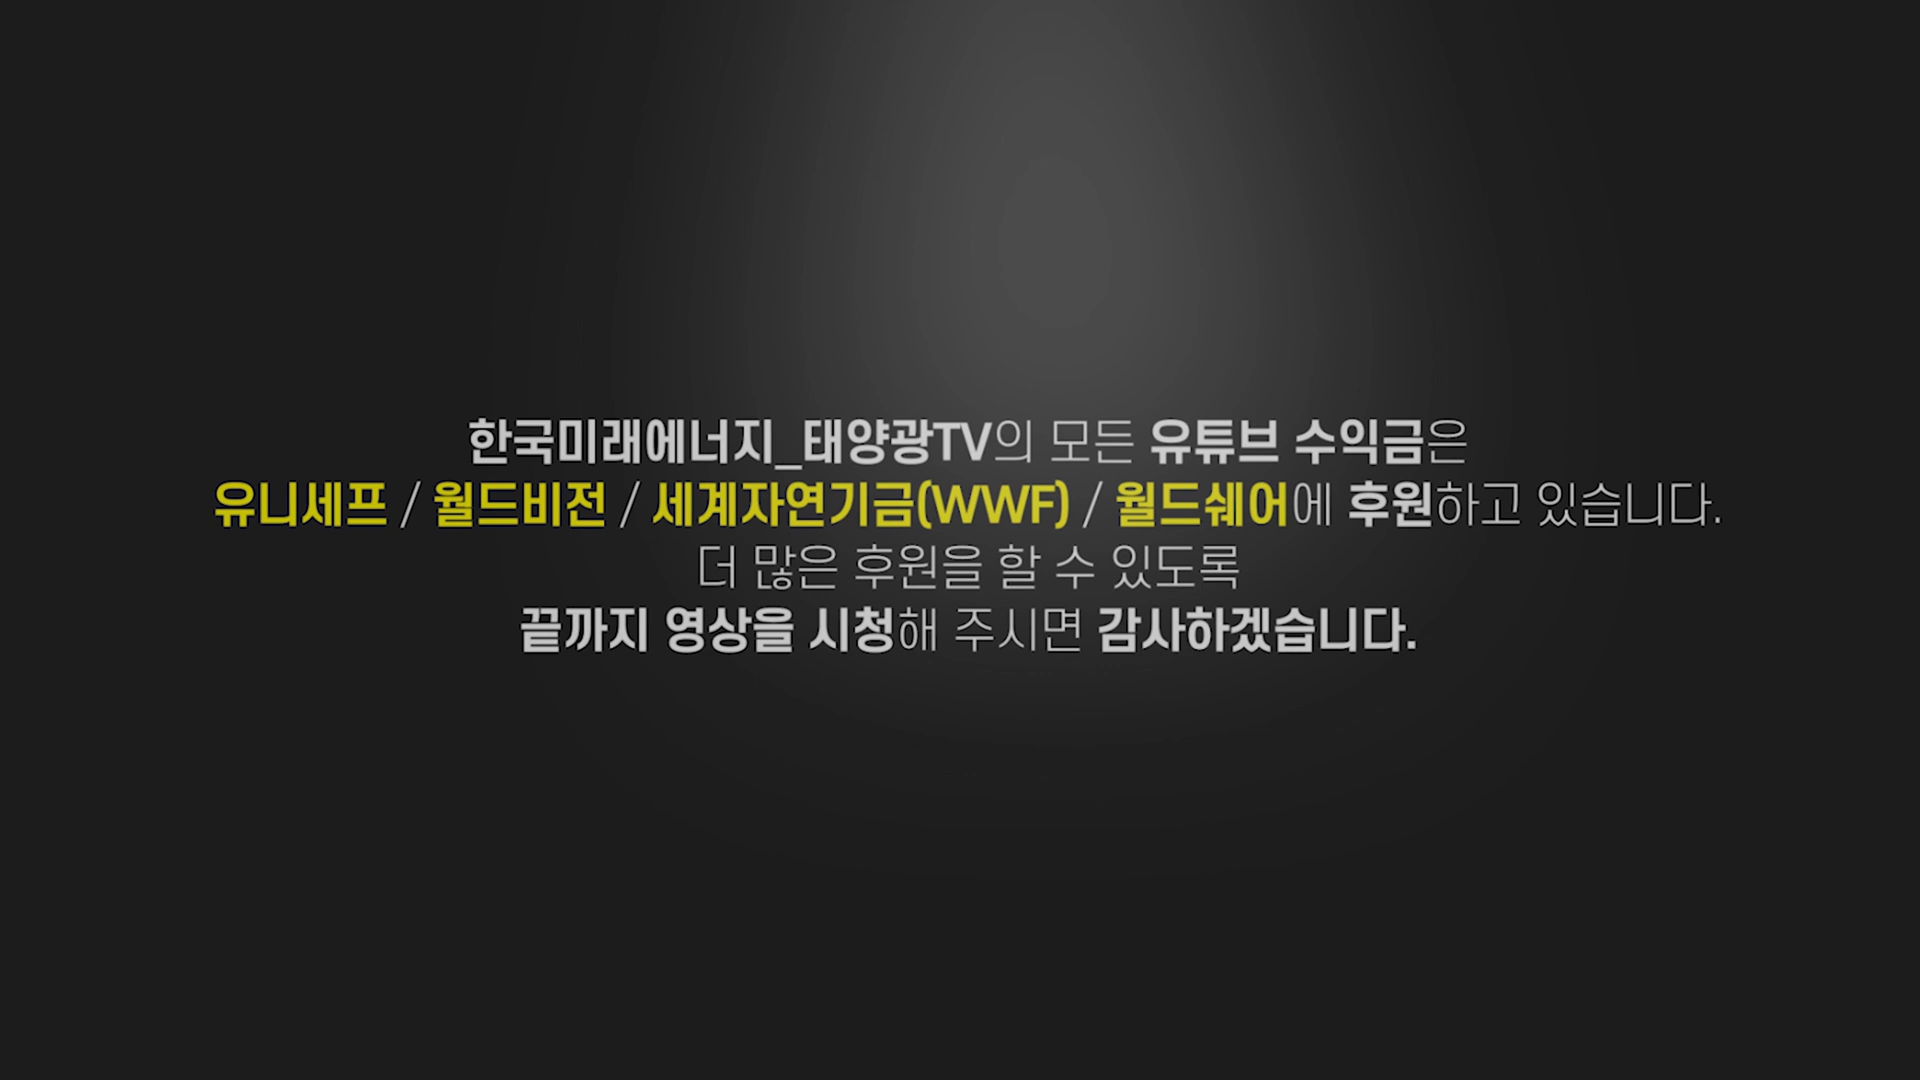 한국미래에너지_태양광TV의 모든 유튜브 수익금은
유니세프 / 월드비전 / 세계자연기금(WWF) / 월드쉐어에 후원하고 있습니다.
더 많은 후원을 할 수 있도록
끝까지 영상을 시청해 주시면 감사하겠습니다.